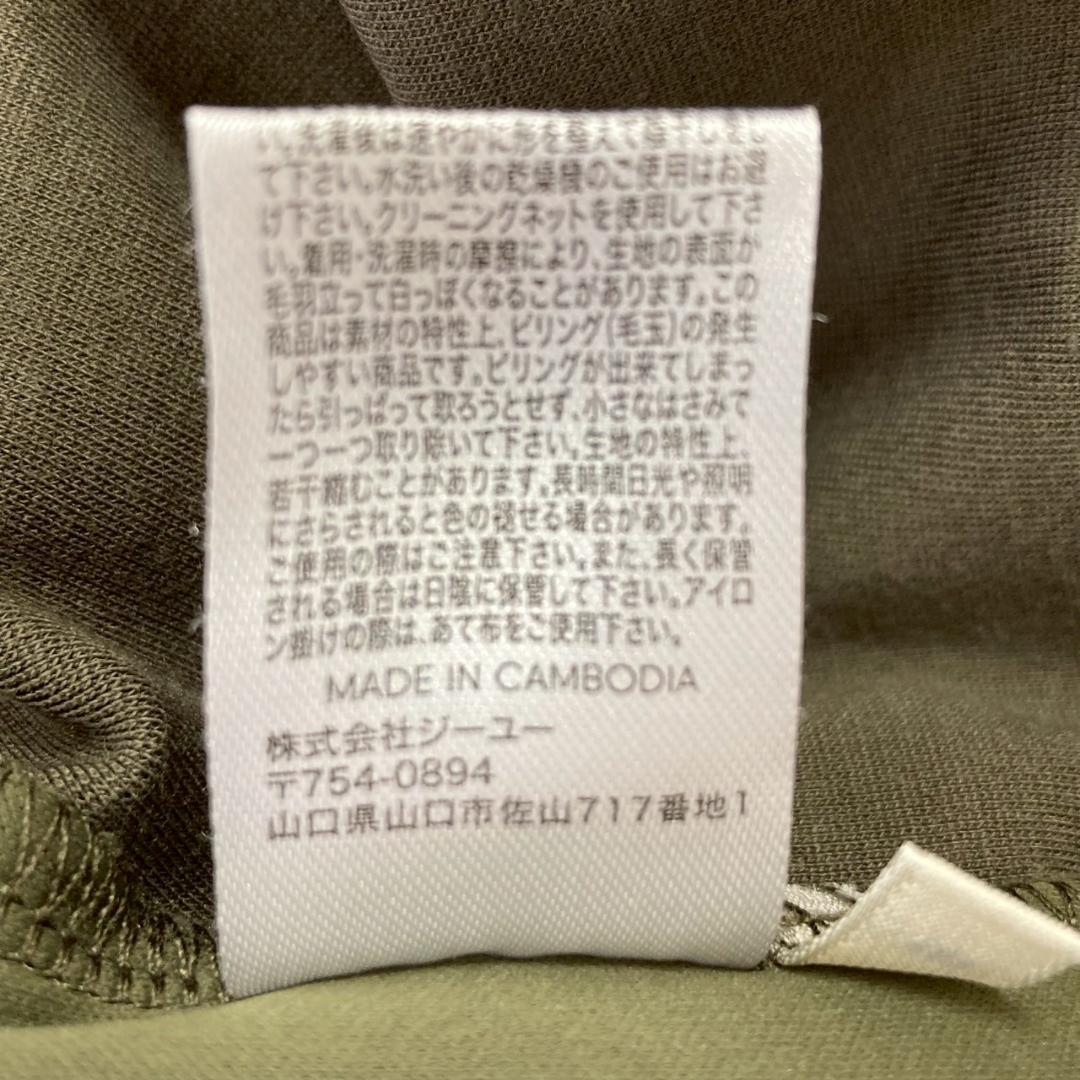 い。洗濯後は速やかに形を整えて陰干しをし
て下さい。水洗い後の乾燥機のご使用はお避
け下さい。クリーニングネットを使用して下さ
い。着用・洗濯時の摩擦により、生地の表面が
毛羽立って白っぽくなることがあります。この
商品は素材の特性上、ピリング(毛玉)の発生
しやすい商品です。ピリングが出来てしまっ
たら引っぱって取ろうとせず、小さなはさみで
一つ一つ取り除いて下さい。生地の特性上、
若干縮むことがあります。長時間日光や照明
にさらされると色の褪せる場合があります。
ご使用の際はご注意下さい。また、長く保管
される場合は日陰に保管して下さい。アイロ
ン掛けの際は、あて布をご使用下さい。
MADE IN CAMBODIA
株式会社ジーユー
〒754-0894
山口県山口市佐山717番地1